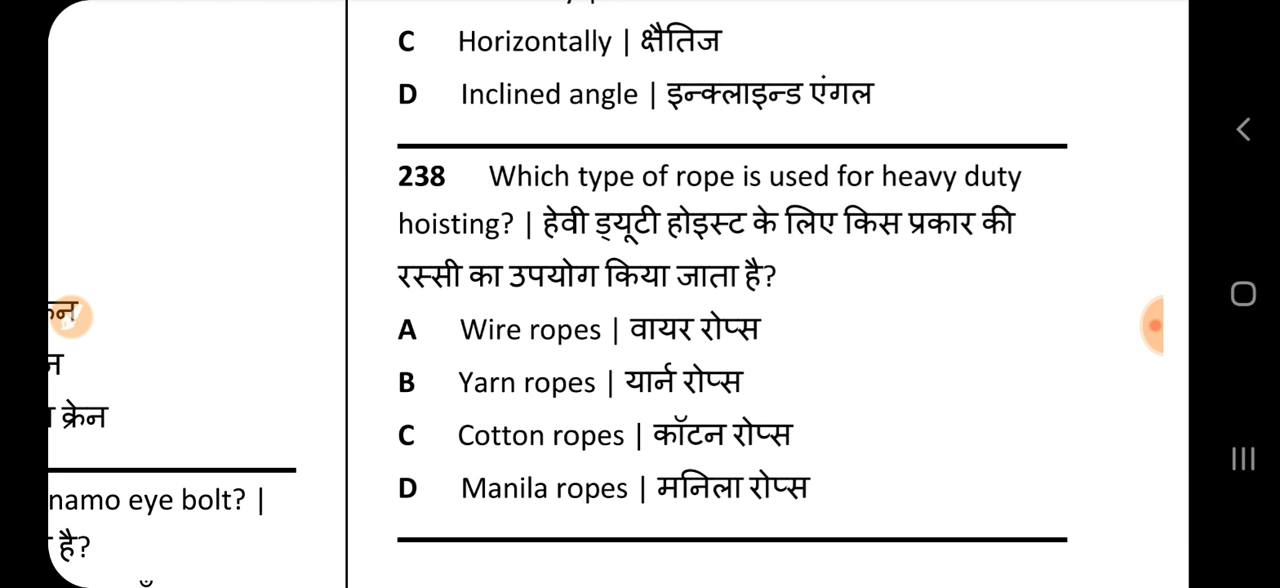 न
क्रेन
namo eye bolt? |
है?
C Horizontally | क्षैतिज
D Inclined angle | इन्क्लाइन्ड एंगल
238 Which type of rope is used for heavy duty
hoisting? | हेवी ड्यूटी होइस्ट के लिए किस प्रकार की
रस्सी का उपयोग किया जाता है?
A Wire ropes | वायर रोप्स
B Yarn ropes | यार्न रोप्स
C Cotton ropes | कॉटन रोप्स
D Manila ropes | मनिला रोप्स